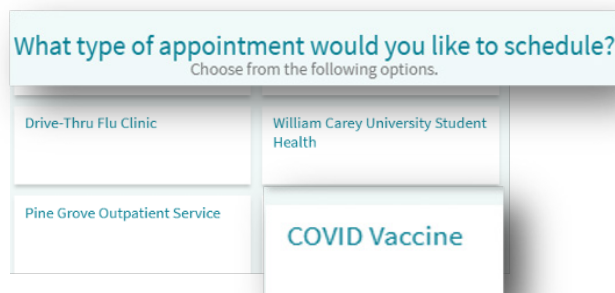 What type of appointment would you like to schedule?
Choose from the following options.
Drive-Thru Flu Clinic
William Carey University Student
Health
Pine Grove Outpatient Service
COVID Vaccine